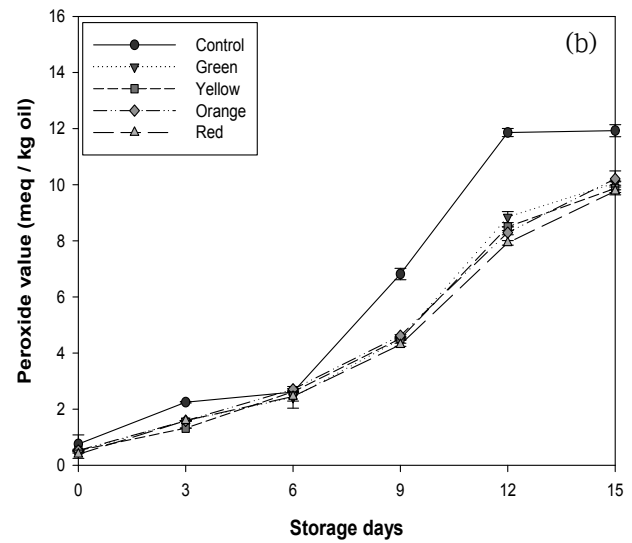 (b)
Control
Green
Yellow
Orange
Red
Peroxide value (meq / kg oil)
16
14
12
10
8
6
4
2
0
0 3 6 9 12 15
Storage days